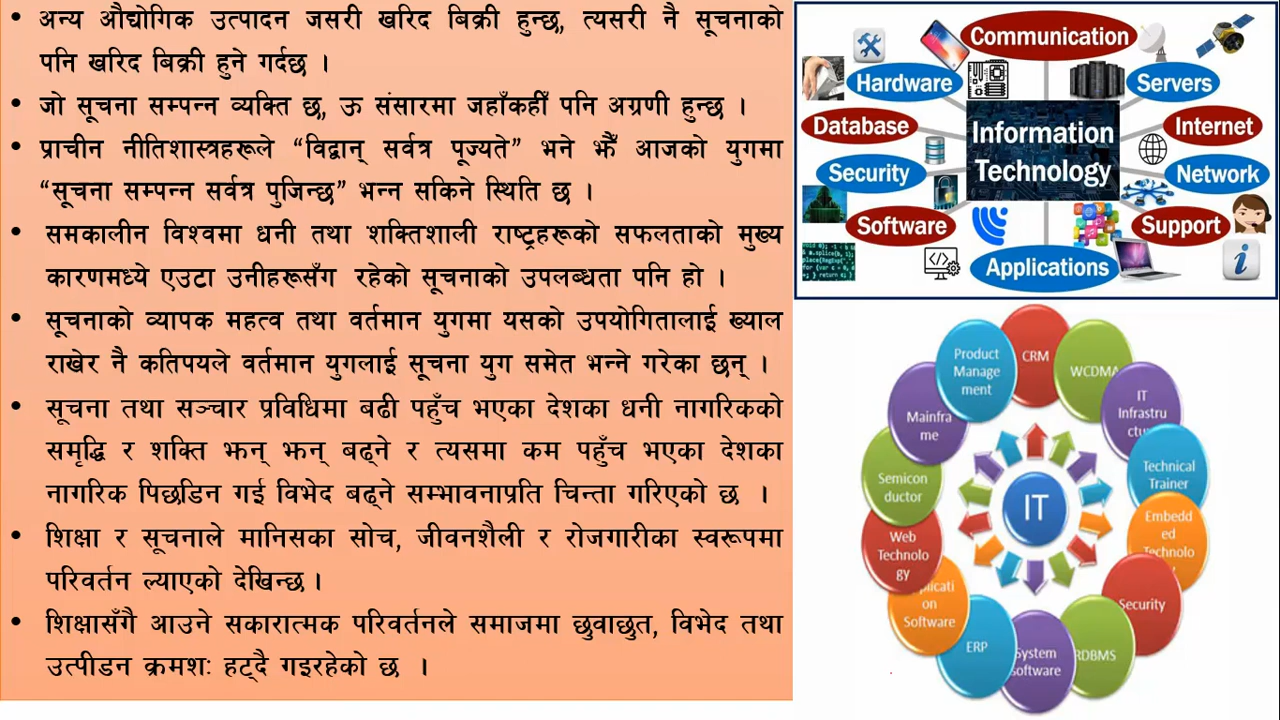 • अन्य औद्योगिक उत्पादन जसरी खरिद बिक्री हुन्छ, त्यसरी नै सूचनाको
पनि खरिद बिक्री हुने गर्दछ ।
• जो सूचना सम्पन्न व्यक्ति छ, ऊ संसारमा जहाँकहीँ पनि अग्रणी हुन्छ ।
• प्राचीन नीतिशास्त्रहरूले “विद्वान् सर्वत्र पूज्यते” भने झैँ आजको युगमा
“सूचना सम्पन्न सर्वत्र पुजिन्छ” भन्न सकिने स्थिति छ ।
• समकालीन विश्वमा धनी तथा शक्तिशाली राष्ट्रहरूको सफलताको मुख्य
कारणमध्ये एउटा उनीहरूसँग रहेको सूचनाको उपलब्धता पनि हो ।
• सूचनाको व्यापक महत्व तथा वर्तमान युगमा यसको उपयोगितालाई ख्याल
राखेर नै कतिपयले वर्तमान युगलाई सूचना युग समेत भन्ने गरेका छन् ।
• सूचना तथा सञ्चार प्रविधिमा बढी पहुँच भएका देशका धनी नागरिकको
समृद्धि र शक्ति झन् झन् बढ्ने र त्यसमा कम पहुँच भएका देशका
नागरिक पिछडिन गई विभेद बढ्ने सम्भावनाप्रति चिन्ता गरिएको छ ।
• शिक्षा र सूचनाले मानिसका सोच, जीवनशैली र रोजगारीका स्वरूपमा
परिवर्तन ल्याएको देखिन्छ ।
• शिक्षासँगै आउने सकारात्मक परिवर्तनले समाजमा छुवाछुत, विभेद तथा
उत्पीडन क्रमशः हट्दै गइरहेको छ ।
Communication
Hardware
Servers
Database
Information
Technology
Internet
Security
Network
Software
Support
Applications
CRM
WCDMA
IT
Infrastru
ctu
Technical
Trainer
Embedd
ed
Technolo
Security
RDBMS
System
software
ERP
plicati
on
Software
Web
Technolo
gy
Semicon
ductor
Mainfra
me
Product
Manage
ment
IT